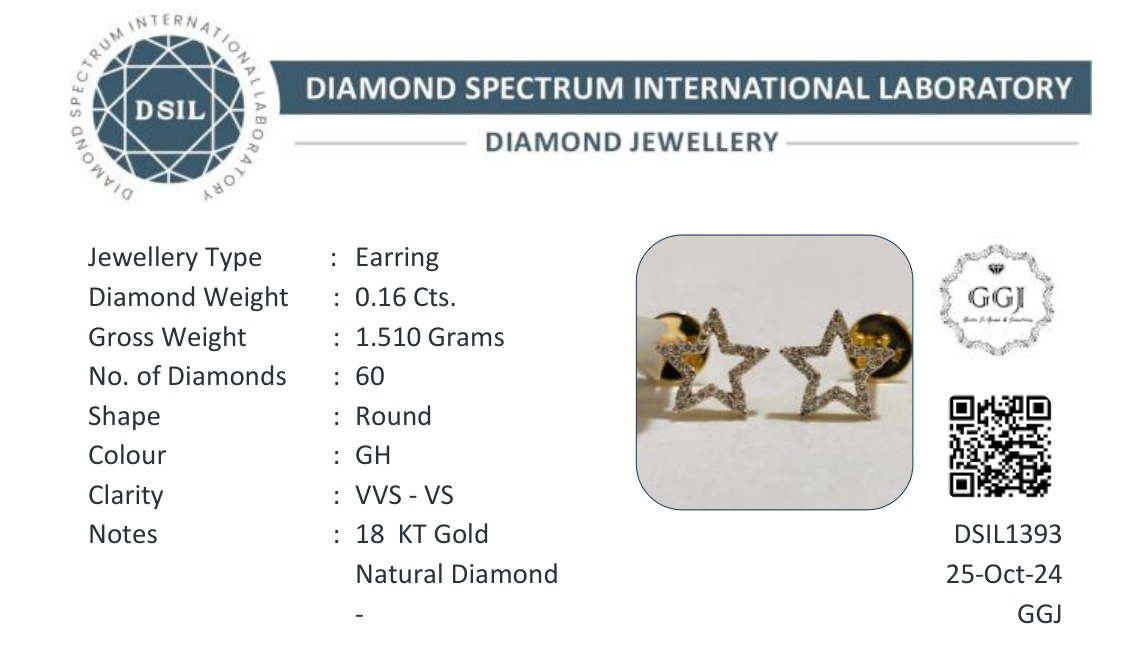 DIAMOND SPECTRUM INTERNATIONAL LABORATORY
DSIL
DIAMOND SPECTRUM INTERNATIONAL LABORATORY
DIAMOND JEWELLERY
Jewellery Type : Earring
Diamond Weight : 0.16 Cts.
Gross Weight : 1.510 Grams
No. of Diamonds : 60
Shape : Round
Colour : GH
Clarity : VVS - VS
Notes : 18 KT Gold
Natural Diamond
-
GGJ
DSIL1393
25-Oct-24
GGJ